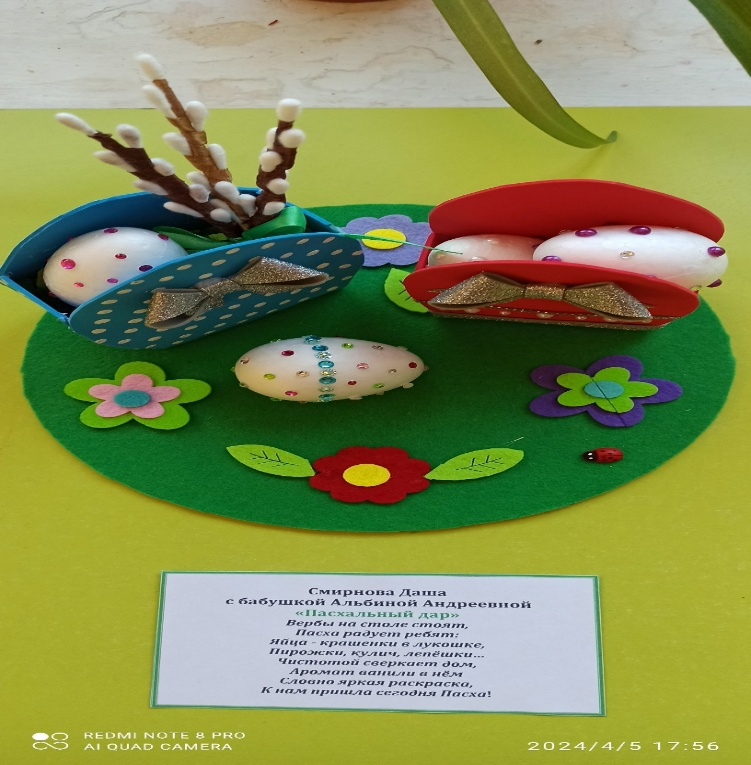 Смирнова Даша
с бабушкой Альбиной Андреевной
«Пасхальный дар»
Вербы на столе стоят,
Пасха радует ребят:
Яйца - крашенки в лукошке,
Пирожки, кулич, лепёшки...
Чистотой сверкает дом,
Аромат ванили в нём
Словно яркая раскраска,
К нам пришла сегодня Пасха!
REDMI NOTE 8 PRO
AI QUAD CAMERA
2024/4/5 17:56